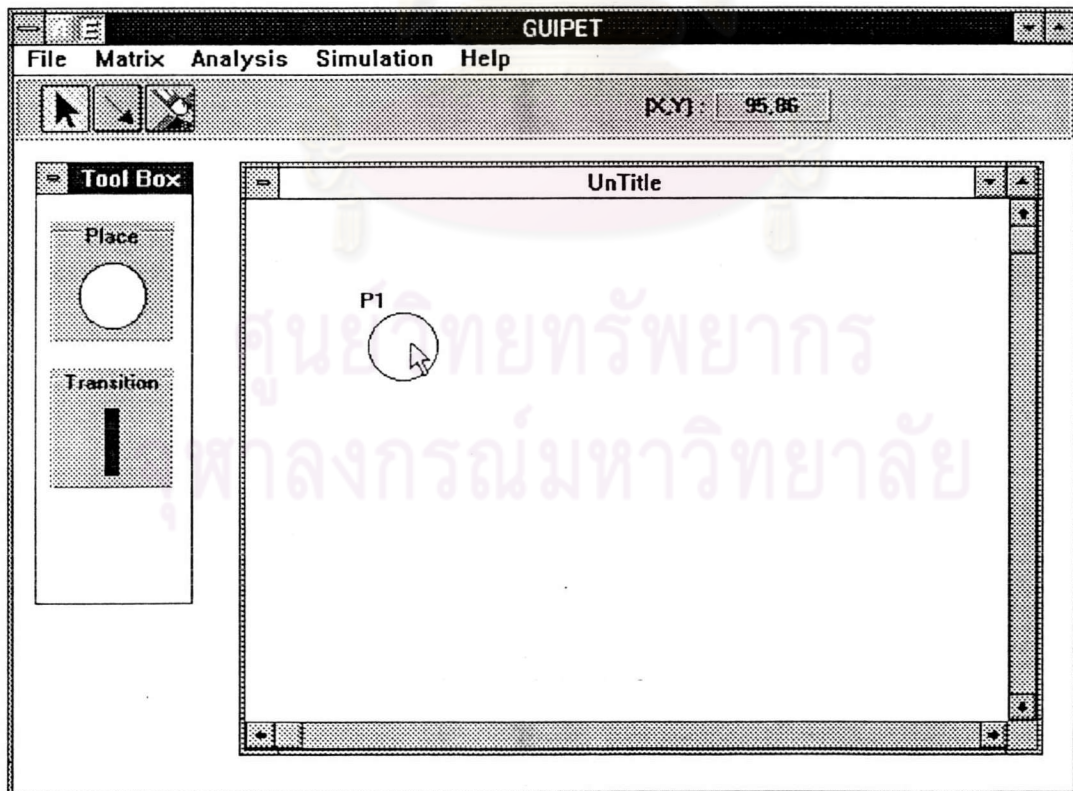 GUIPET
File Matrix Analysis Simulation Help
[X,Y] : 95,86
Tool Box
UnTitle
Place
P1
Transition
ศูนย์วิทยทรัพยากร
จุฬาลงกรณ์มหาวิทยาลัย